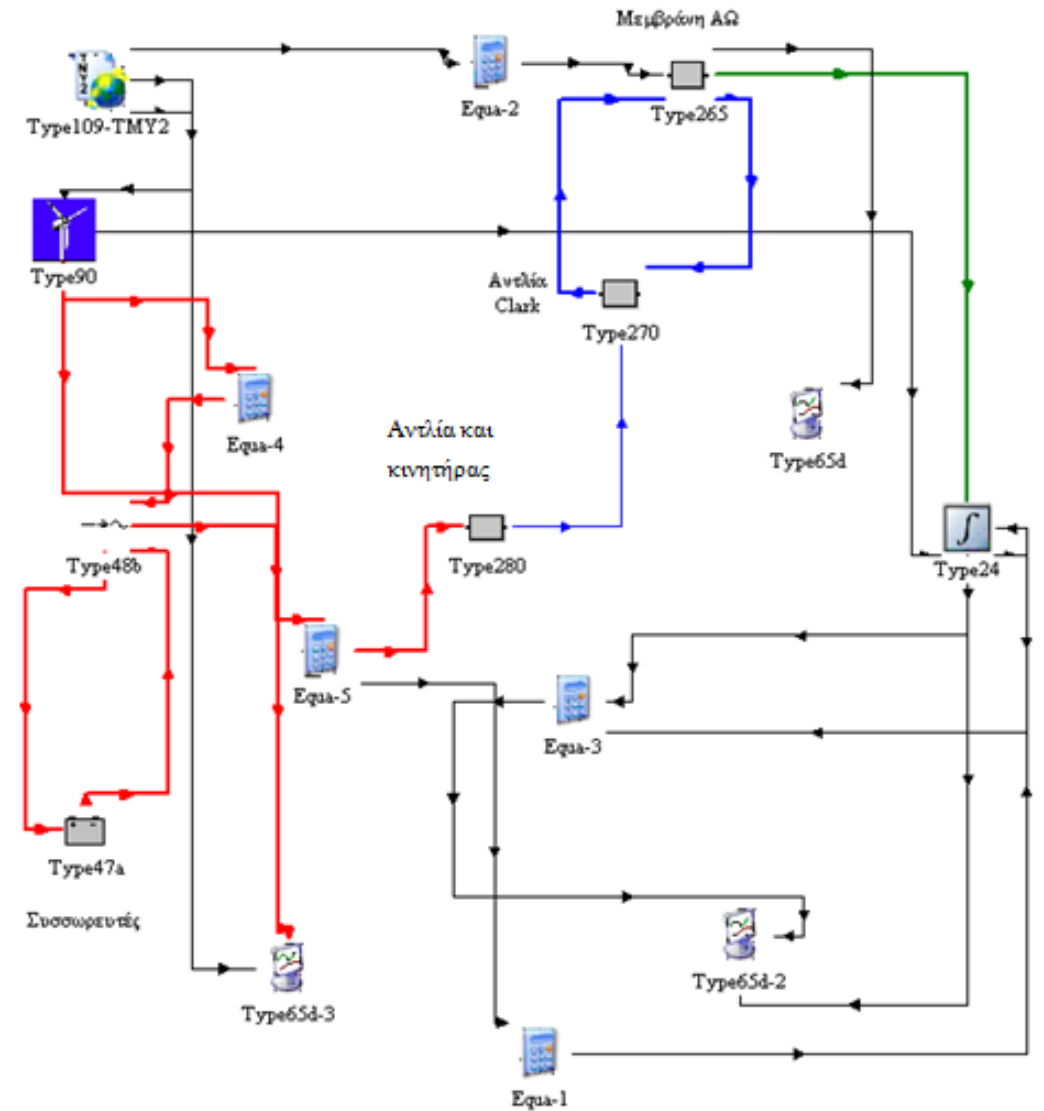 Μεμβράνη ΑΩ
Equa-2
Type265
Type109-TMY2
Type90
Αντλία
Clark
Type270
Equa-4
Αντλία και
κινητήρας
Type65d
Type48b
Type280
Type24
Equa-5
Equa-3
Type47a
Συσσωρευτές
Type65d-2
Type65d-3
Equa-1